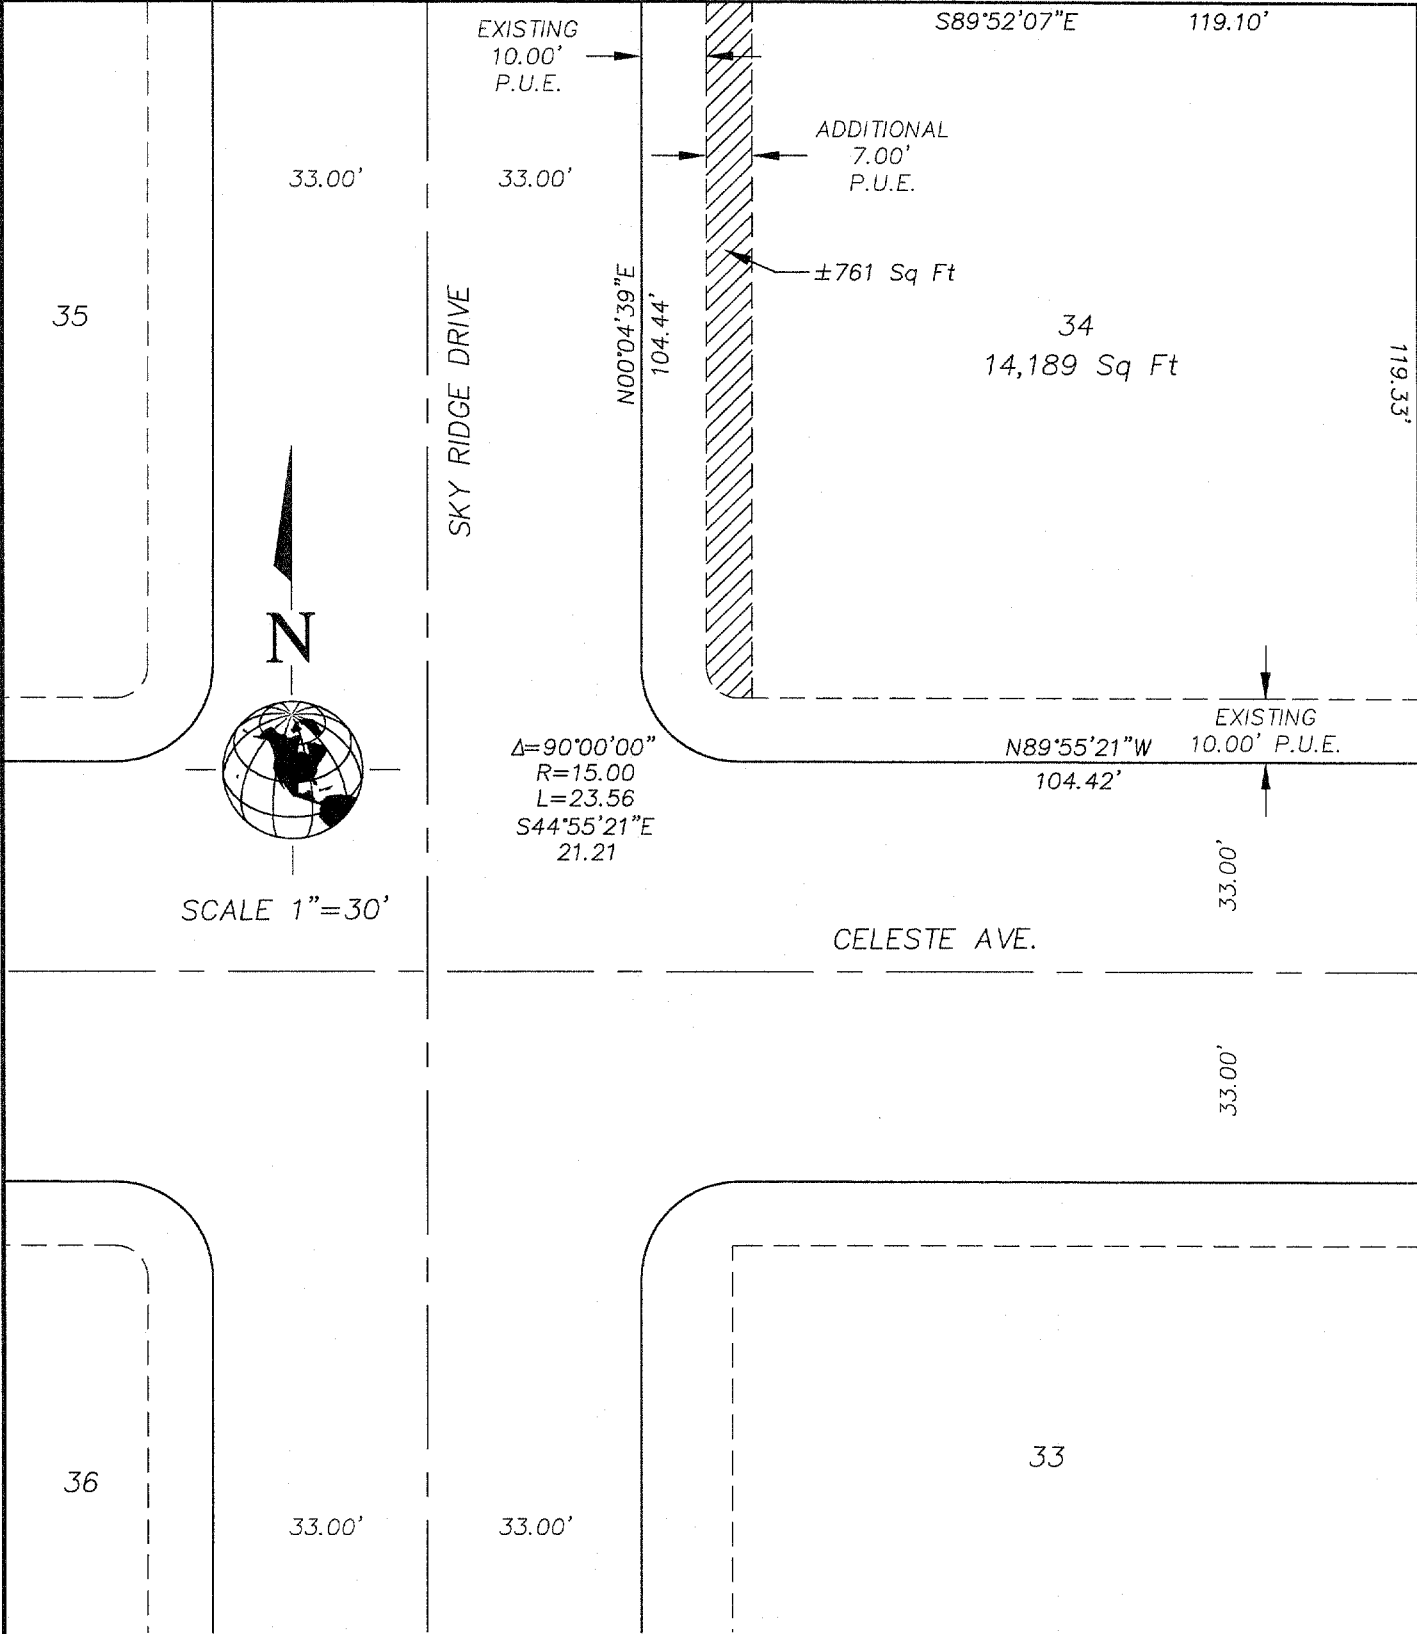 EXISTING
10.00'
P.U.E.
S89°52'07"E 119.10'
ADDITIONAL
7.00'
P.U.E.
33.00'
33.00'
±761 Sq Ft
35
SKY RIDGE DRIVE
N00°04'39"E
104.44'
34
14,189 Sq Ft
119.33'
N
Δ=90°00'00"
R=15.00
L=23.56
S44°55'21"E
21.21
N89°55'21"W
104.42'
EXISTING
10.00' P.U.E.
33.00'
SCALE 1"=30'
CELESTE AVE.
33.00'
36
33
33.00'
33.00'